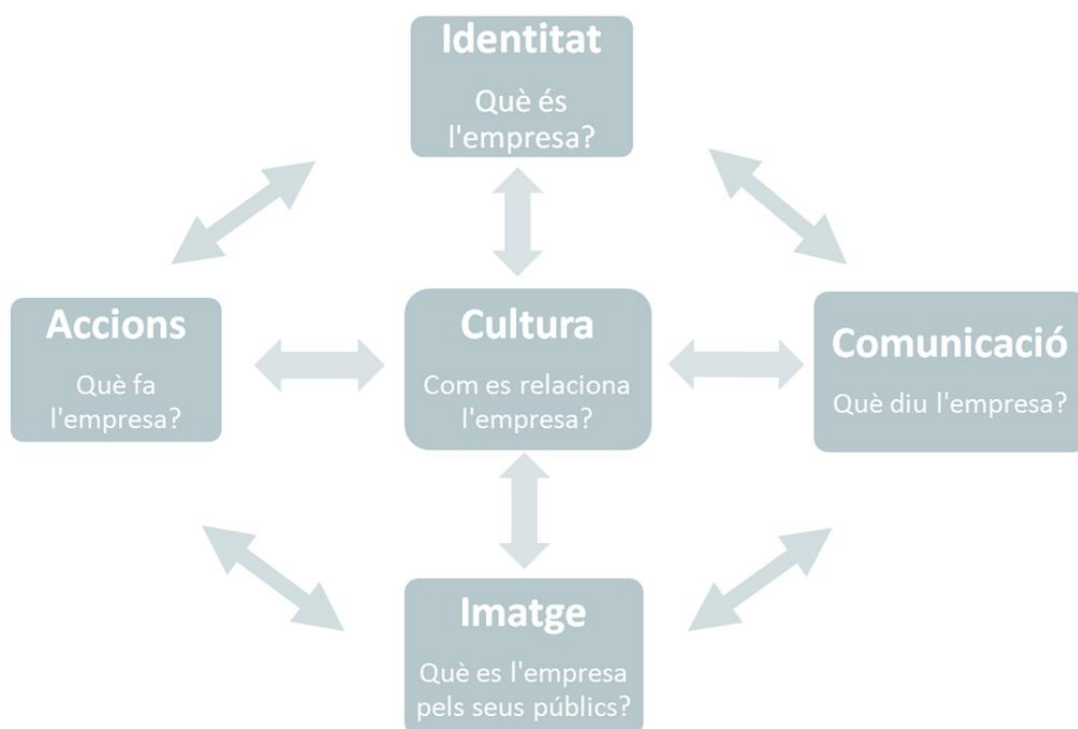 Identitat
Què és
l'empresa?
Accions
Què fa
l'empresa?
Cultura
Com es relaciona
l'empresa?
Comunicació
Què diu l'empresa?
Imatge
Què es l'empresa
pels seus públics?